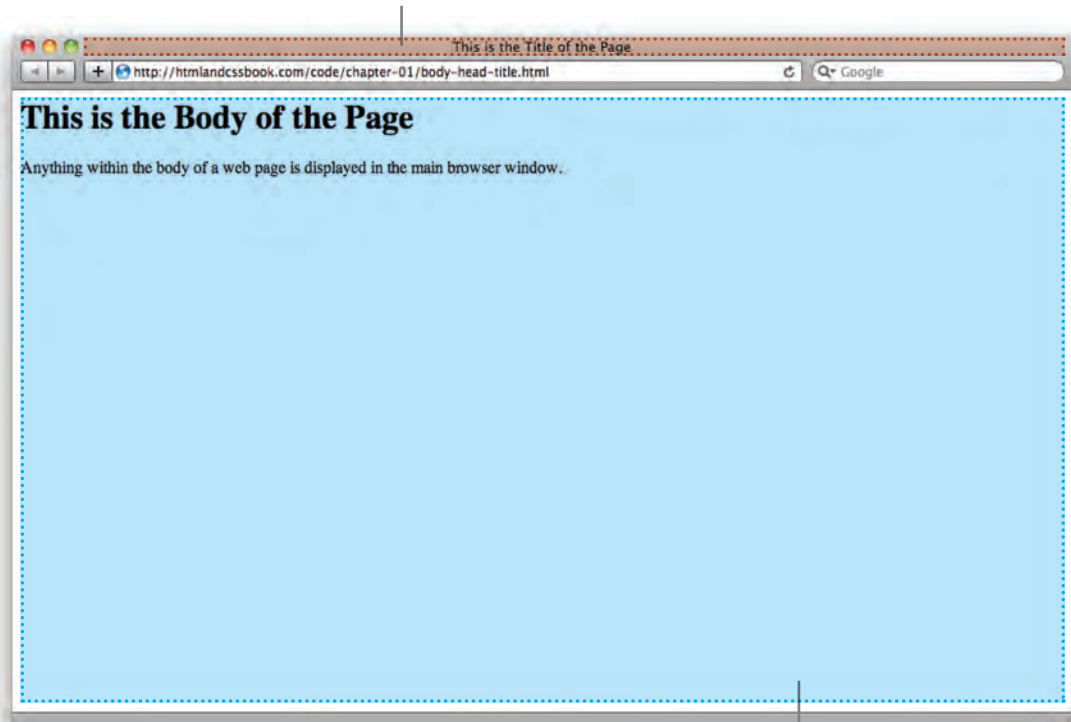 This is the Title of the Page
http://htmlandcssbook.com/code/chapter-01/body-head-title.html
Google
This is the Body of the Page
Anything within the body of a web page is displayed in the main browser window.